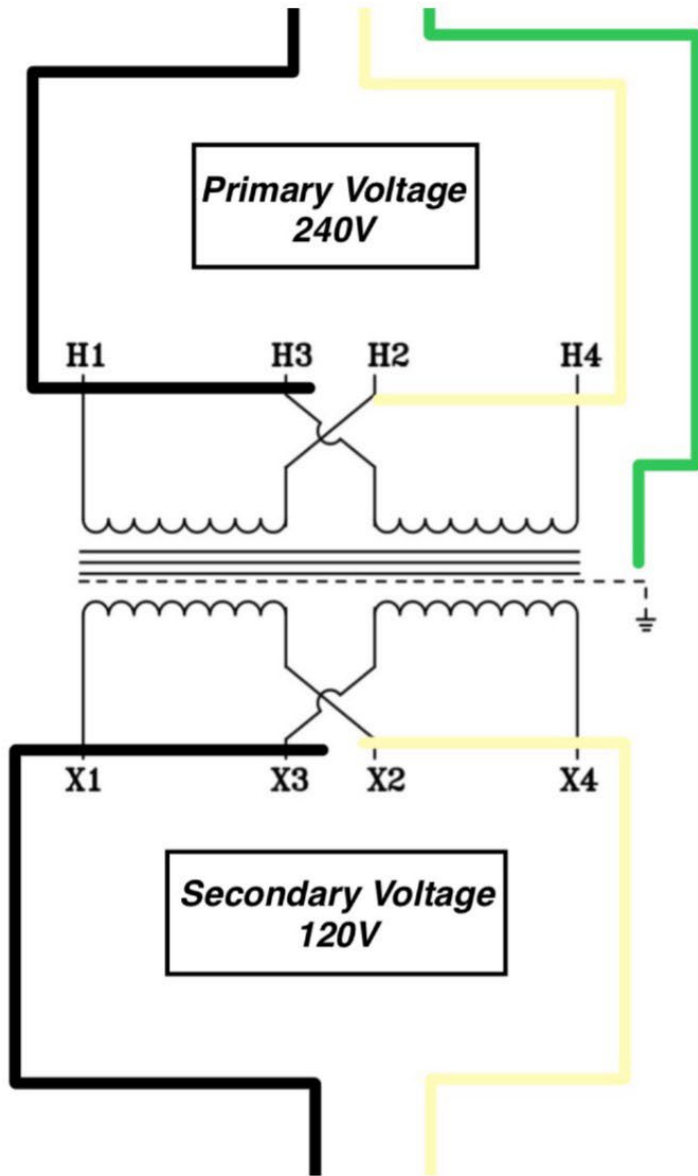 Primary Voltage
240V
H1 H3 H2 H4
X1 X3 X2 X4
Secondary Voltage
120V